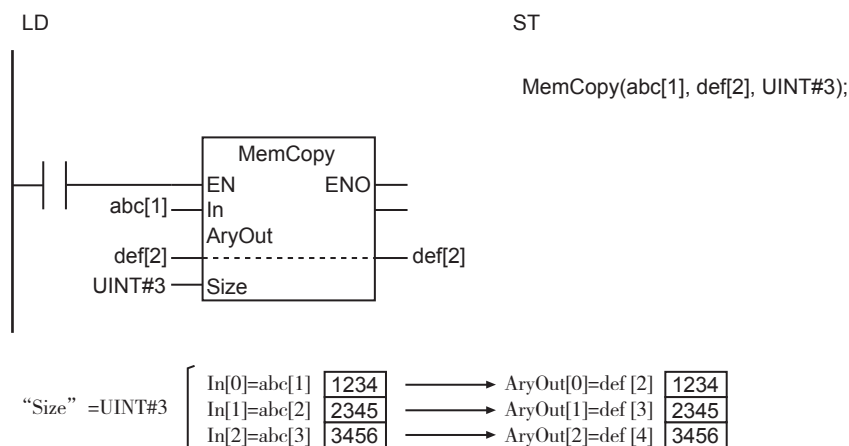 LD
ST
MemCopy(abc[1], def[2], UINT#3);
MemCopy
EN ENO
abc[1] In
AryOut
def[2] def[2]
UINT#3 Size
“Size” =UINT#3
In[0]=abc[1] 1234 AryOut[0]=def [2] 1234
In[1]=abc[2] 2345 AryOut[1]=def [3] 2345
In[2]=abc[3] 3456 AryOut[2]=def [4] 3456